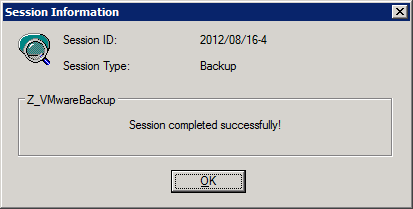 Session Information
Session ID: 2012/08/16-4
Session Type: Backup
Z_VMwareBackup
Session completed successfully!
OK